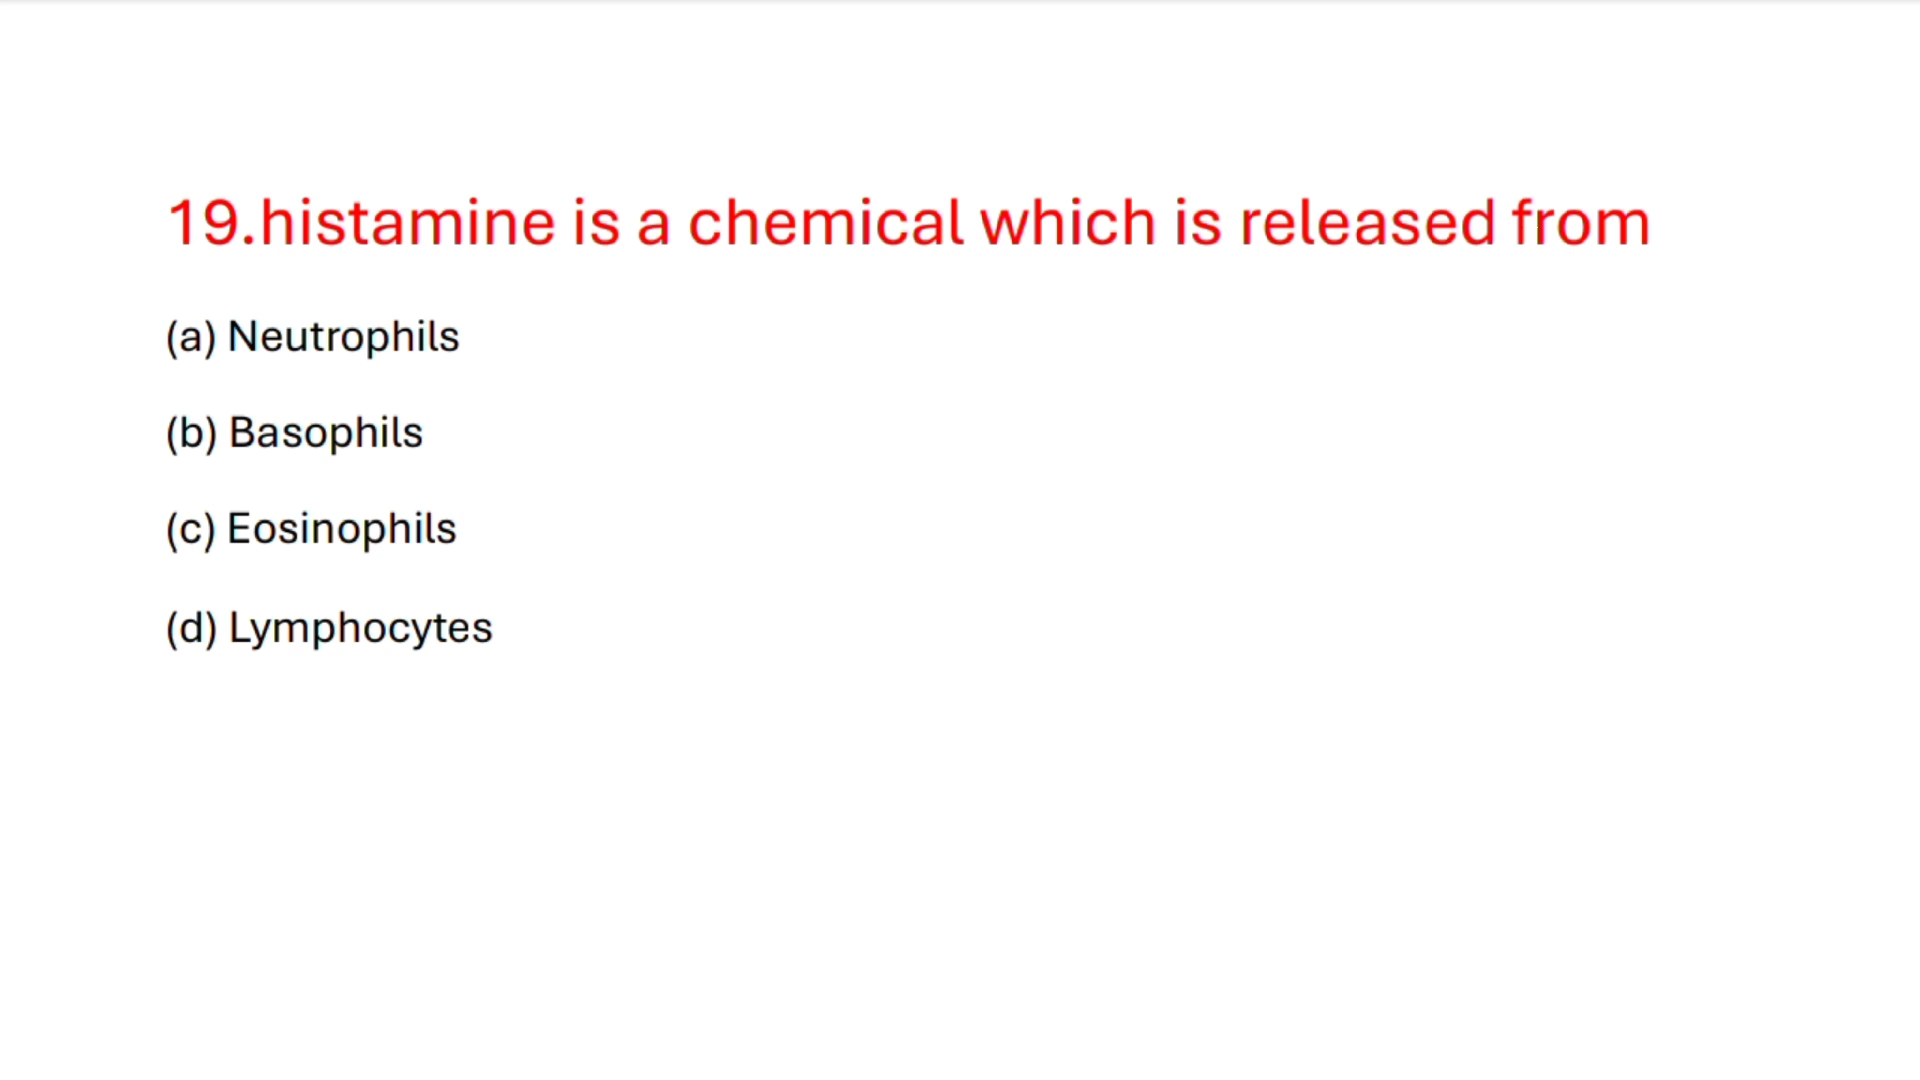 19.histamine is a chemical which is released from
(a) Neutrophils
(b) Basophils
(c) Eosinophils
(d) Lymphocytes